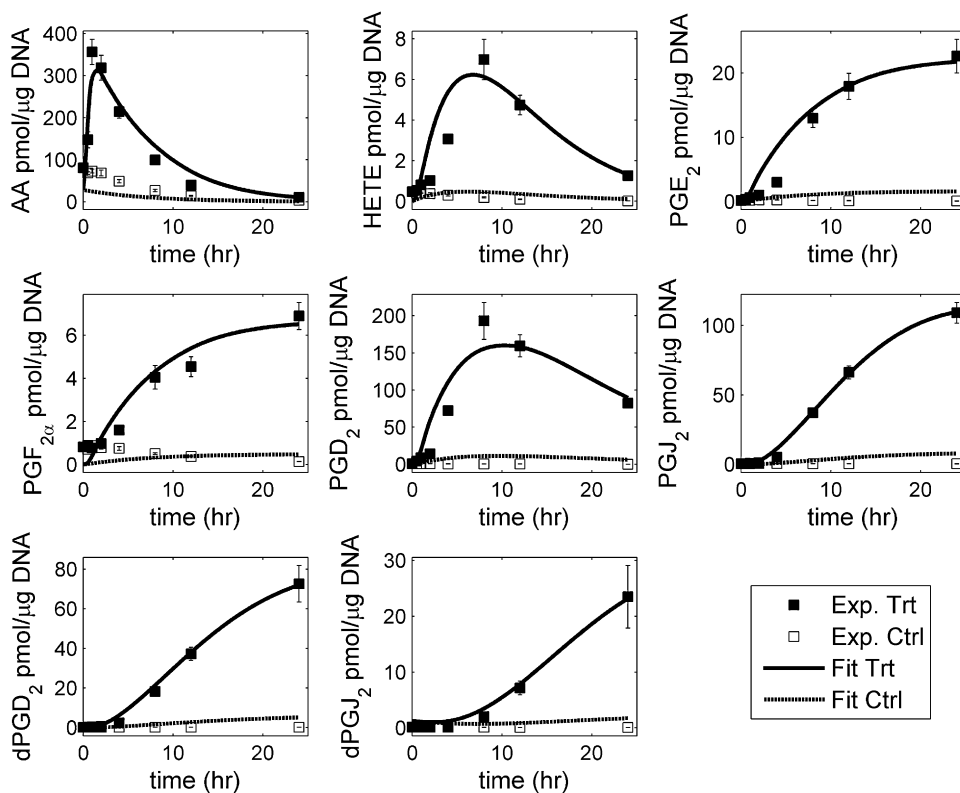 AA pmol/μg DNA
400
300
200
100
0
0 10 20
time (hr)
HETE pmol/μg DNA
8
6
4
2
0
0 10 20
time (hr)
PGE2 pmol/μg DNA
20
10
0
0 10 20
time (hr)
PGF2α pmol/μg DNA
6
4
2
0
0 10 20
time (hr)
PGD2 pmol/μg DNA
200
150
100
50
0
0 10 20
time (hr)
PGJ2 pmol/μg DNA
100
50
0
0 10 20
time (hr)
dPGD2 pmol/μg DNA
80
60
40
20
0
0 10 20
time (hr)
dPGJ2 pmol/μg DNA
30
20
10
0
0 10 20
time (hr)
Exp. Trt
Exp. Ctrl
Fit Trt
Fit Ctrl